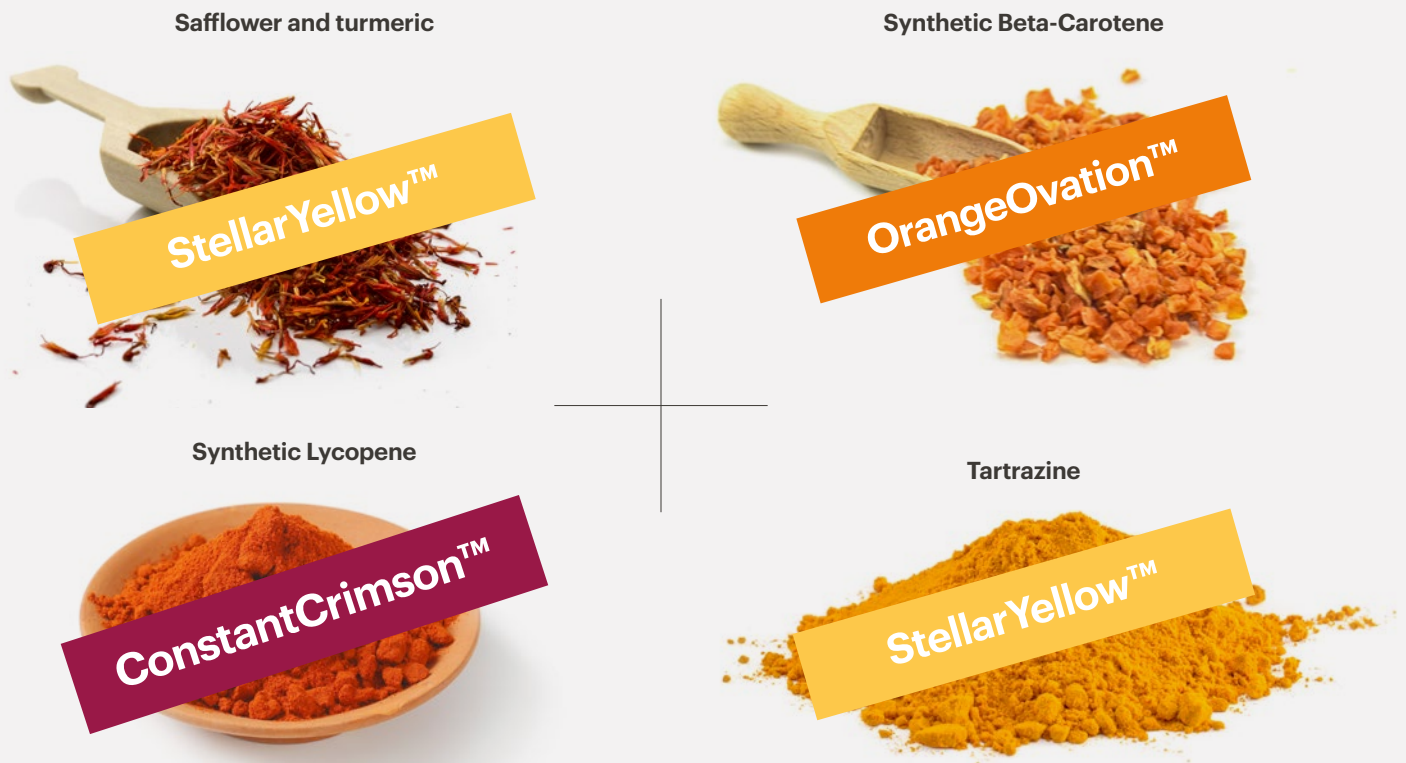 Safflower and turmeric
StellarYellow™
Synthetic Beta-Carotene
OrangeOvation™
Synthetic Lycopene
ConstantCrimson™
Tartrazine
StellarYellow™